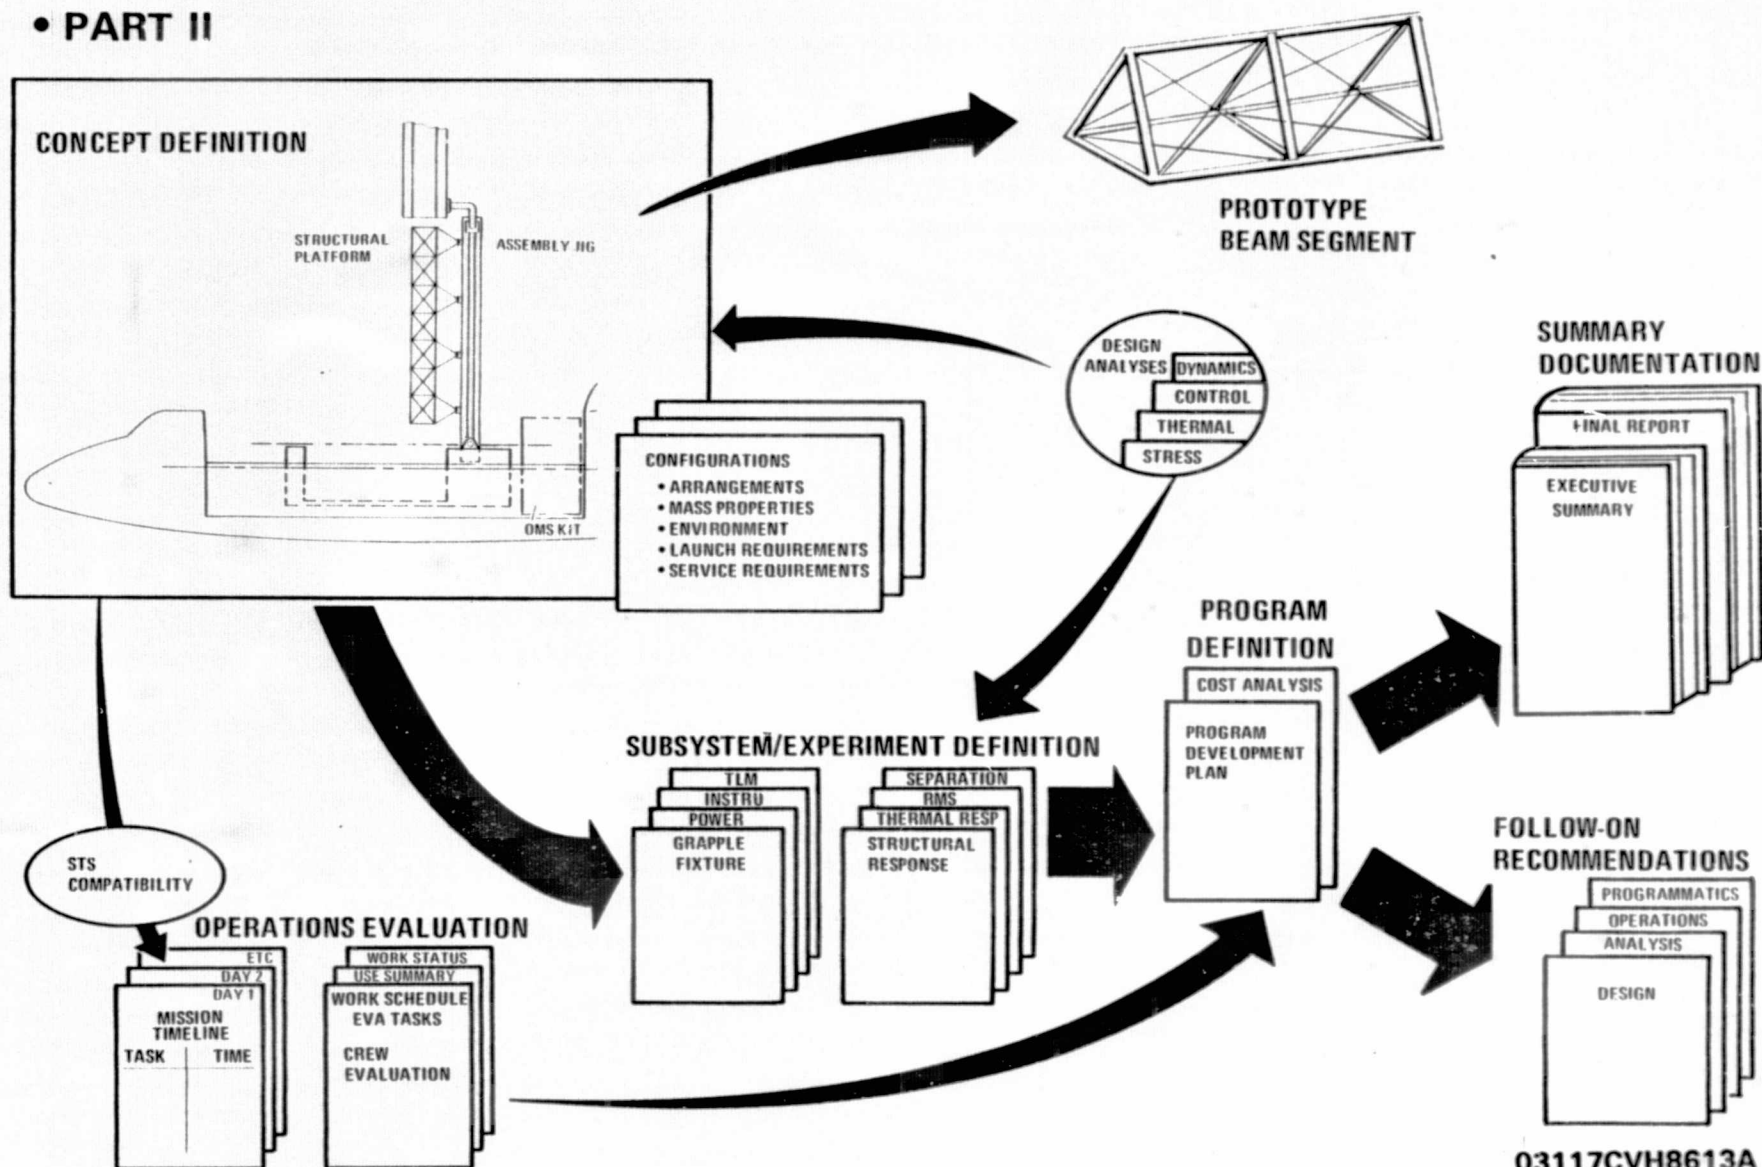 • PART II
CONCEPT DEFINITION
STRUCTURAL
PLATFORM
ASSEMBLY JIG
OMS KIT
CONFIGURATIONS
• ARRANGEMENTS
• MASS PROPERTIES
• ENVIRONMENT
• LAUNCH REQUIREMENTS
• SERVICE REQUIREMENTS
PROTOTYPE
BEAM SEGMENT
DESIGN
ANALYSES
DYNAMICS
CONTROL
THERMAL
STRESS
SUMMARY
DOCUMENTATION
FINAL REPORT
EXECUTIVE
SUMMARY
PROGRAM
DEFINITION
COST ANALYSIS
PROGRAM
DEVELOPMENT
PLAN
SUBSYSTEM/EXPERIMENT DEFINITION
TLM
INSTRU
POWER
GRAPPLE
FIXTURE
SEPARATION
RMS
THERMAL RESP
STRUCTURAL
RESPONSE
STS
COMPATIBILITY
OPERATIONS EVALUATION
ETC
DAY 2
DAY 1
MISSION
TIMELINE
TASK TIME
WORK STATUS
USE SUMMARY
WORK SCHEDULE
EVA TASKS
CREW
EVALUATION
FOLLOW-ON
RECOMMENDATIONS
PROGRAMMATICS
OPERATIONS
ANALYSIS
DESIGN
03117CVH8613A